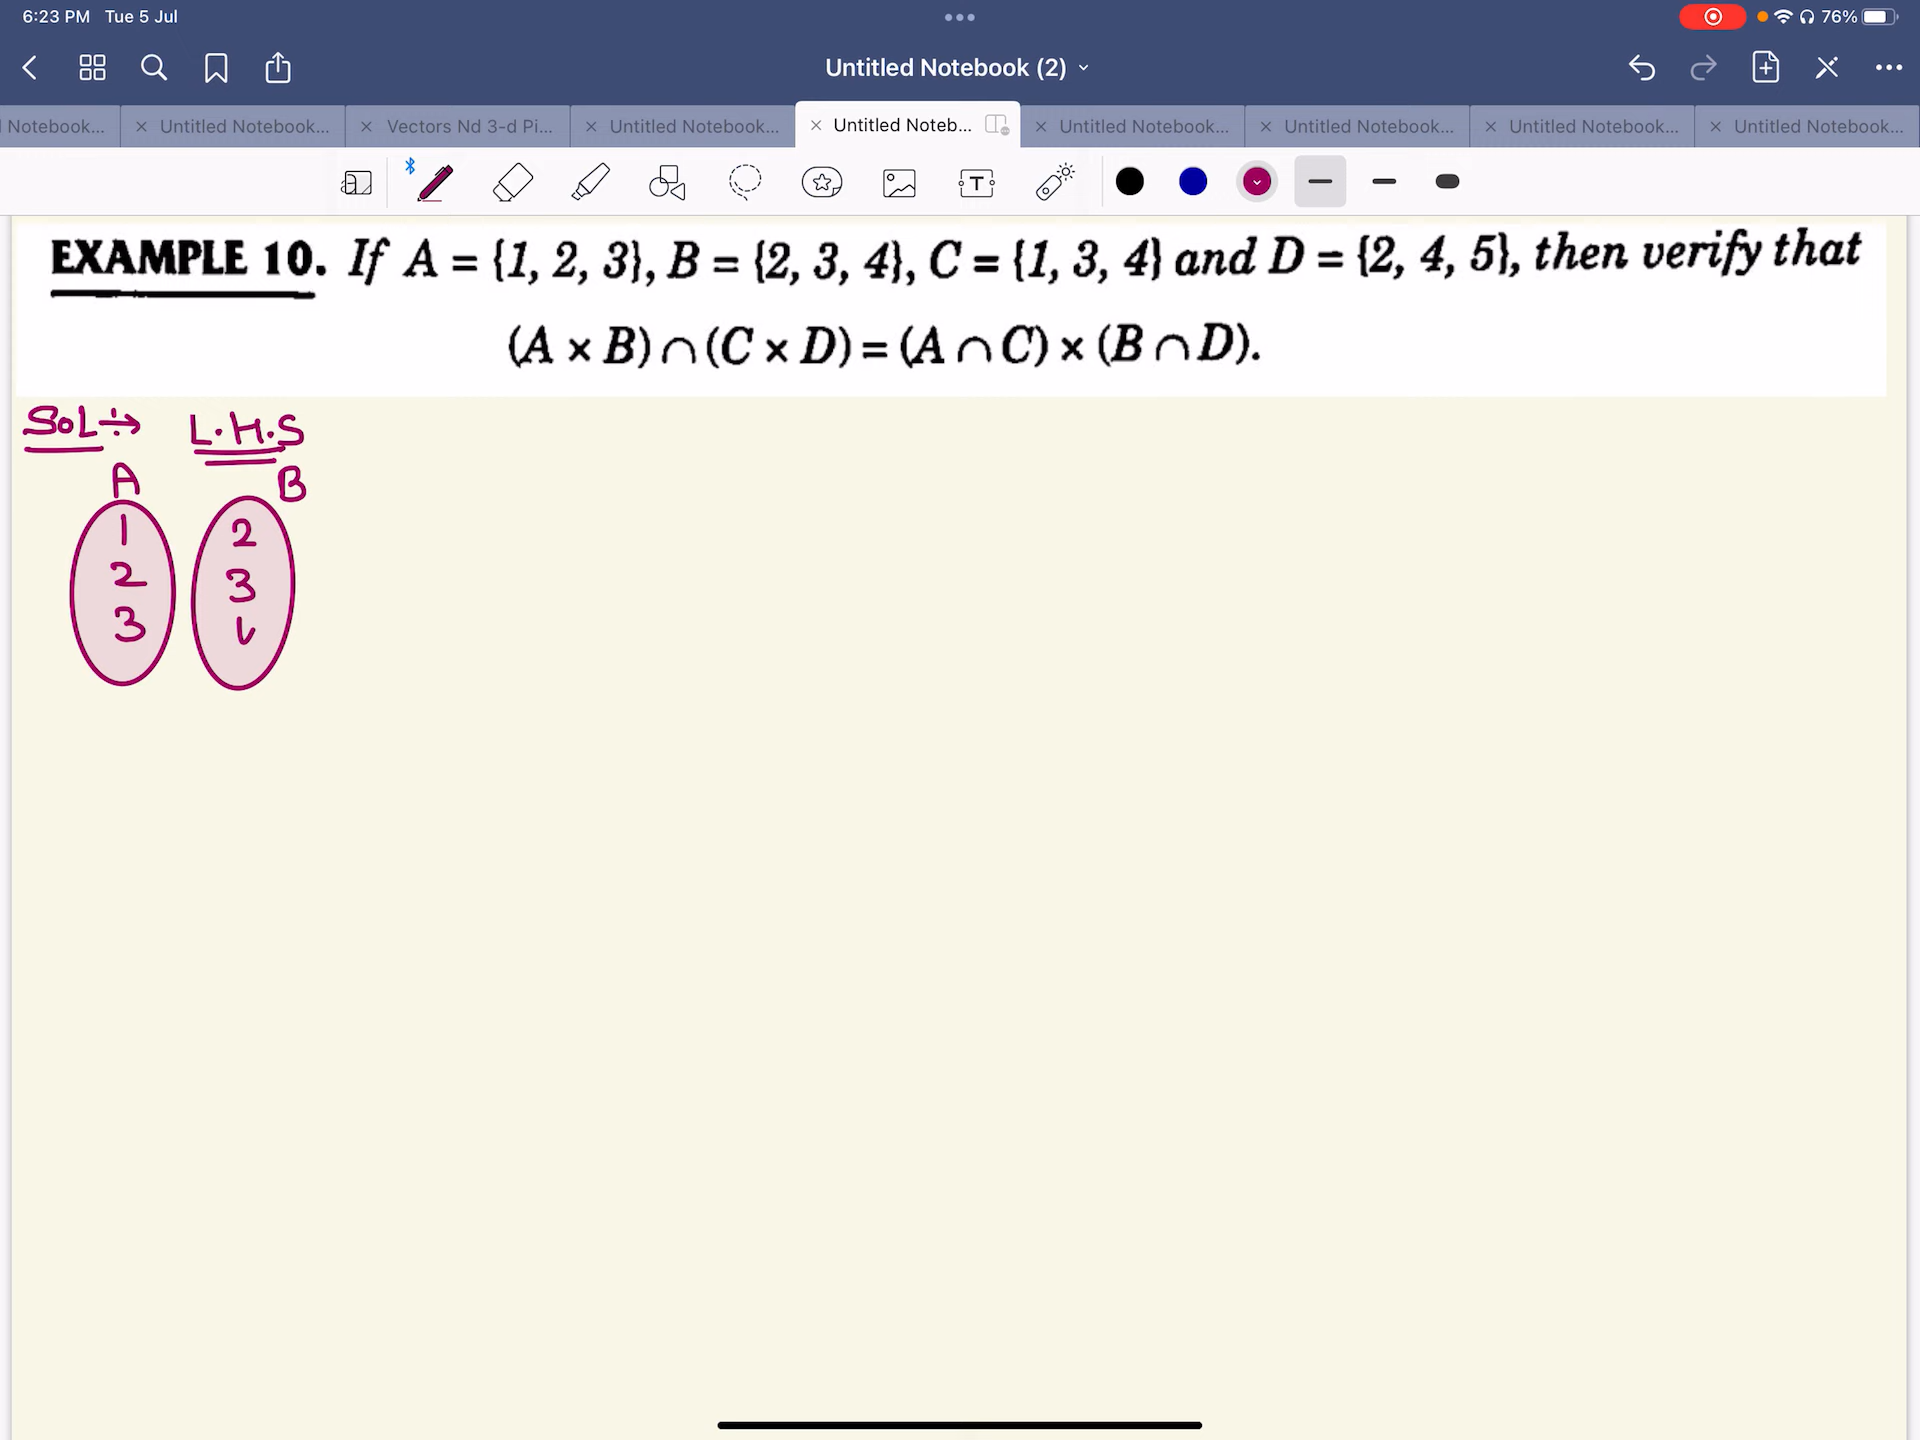 6:23 PM Tue 5 Jul
76%
Untitled Notebook (2)
Notebook... Untitled Notebook... Vectors Nd 3-d Pi... Untitled Notebook... Untitled Noteb... Untitled Notebook... Untitled Notebook... Untitled Notebook... Untitled Notebook...
EXAMPLE 10. If A = {1, 2, 3}, B = {2, 3, 4}, C = {1, 3, 4} and D = {2, 4, 5}, then verify that
(A × B) ∩ (C × D) = (A ∩ C) × (B ∩ D).
SOL ÷→ L.H.S
A B
1 2
2 3
3